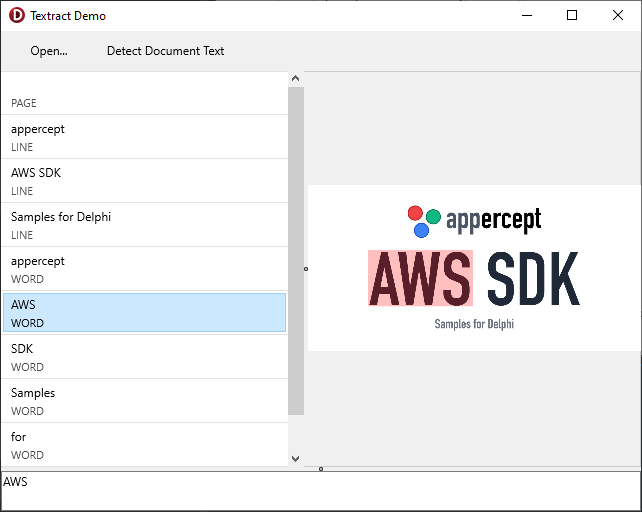 Textract Demo
Open...
Detect Document Text
PAGE
appercept
LINE
AWS SDK
LINE
Samples for Delphi
LINE
appercept
WORD
AWS
WORD
SDK
WORD
Samples
WORD
for
WORD
appercept
AWS SDK
Samples for Delphi
AWS